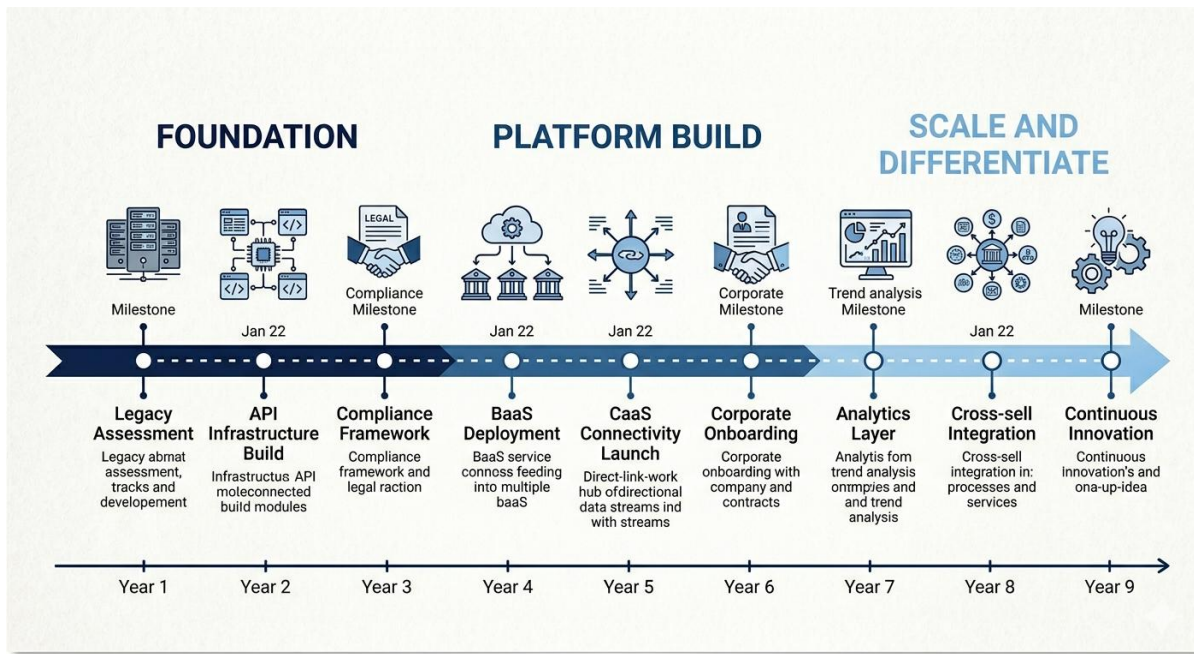 FOUNDATION
PLATFORM BUILD
SCALE AND
DIFFERENTIATE
LEGAL
</>
</>
</>
$
Milestone
Jan 22
Compliance
Milestone
Jan 22
Jan 22
Corporate
Milestone
Trend analysis
Milestone
Jan 22
Milestone
Legacy
Assessment
Legacy abmat
assessment,
tracks and
developement
API
Infrastructure
Build
Infrastructus API
moleconnected
build modules
Compliance
Framework
Compliance
framework and
legal raction
BaaS
Deployment
BaaS service
connoss feeding
into multiple
baaS
CaaS
Connectivity
Launch
Direct-link-work
hub ofdirectional
data streams ind
with streams
Corporate
Onboarding
Corporate
onboarding with
company and
contracts
Analytics
Layer
Analytis fom
trend analysis
and
and trend
analysis
Cross-sell
Integration
Cross-sell
integration in:
processes and
services
Continuous
Innovation
Continuous
innovation's and
ona-up-idea
Year 1
Year 2
Year 3
Year 4
Year 5
Year 6
Year 7
Year 8
Year 9